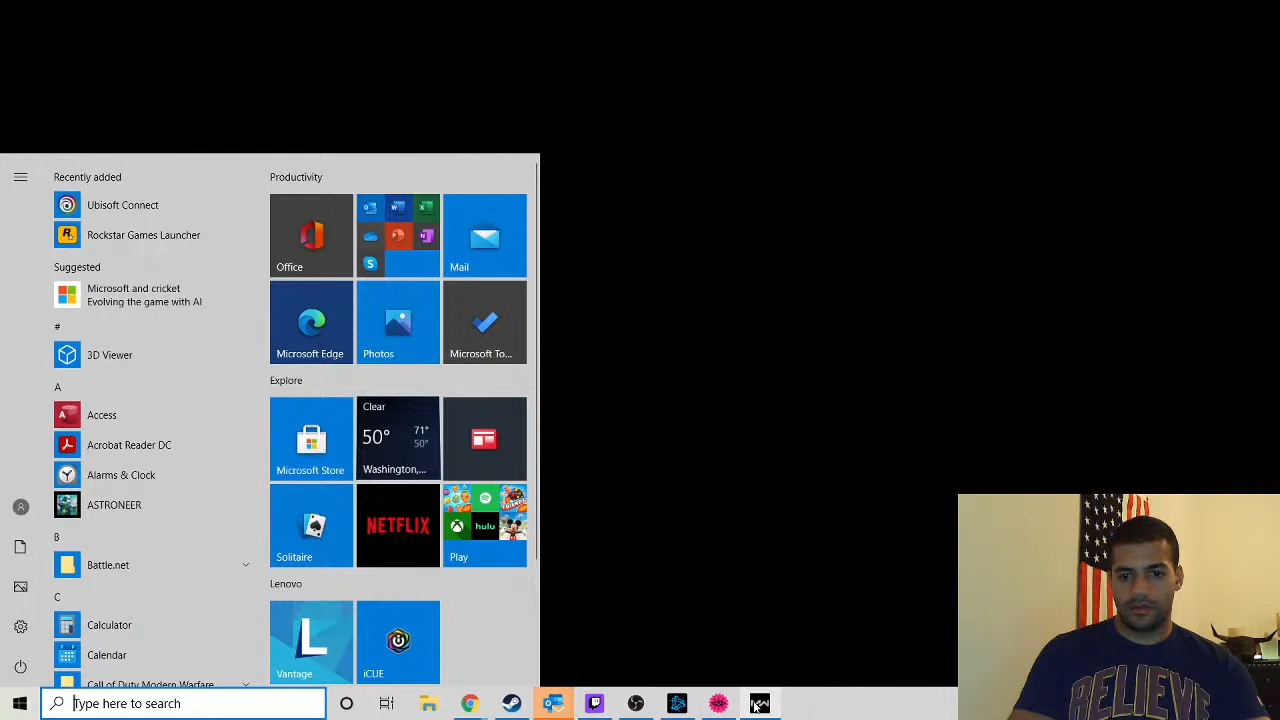 Recently added
Ubisoft Connect
Rockstar Games Launcher
Suggested
Microsoft and cricket
Evolving the game with AI
#
3D Viewer
A
Access
Acrobat Reader DC
Alarms & Clock
ASTRONEER
B
Battle.net
C
Calculator
Calendar
Call of Duty Modern Warfare
Productivity
Office
Mail
Microsoft Edge
Photos
Microsoft To...
Explore
Microsoft Store
Clear
50° 71°
50°
Washington,...
Solitaire
NETFLIX
hulu
Play
Lenovo
L
Vantage
iCUE
Type here to search
BELIEVE